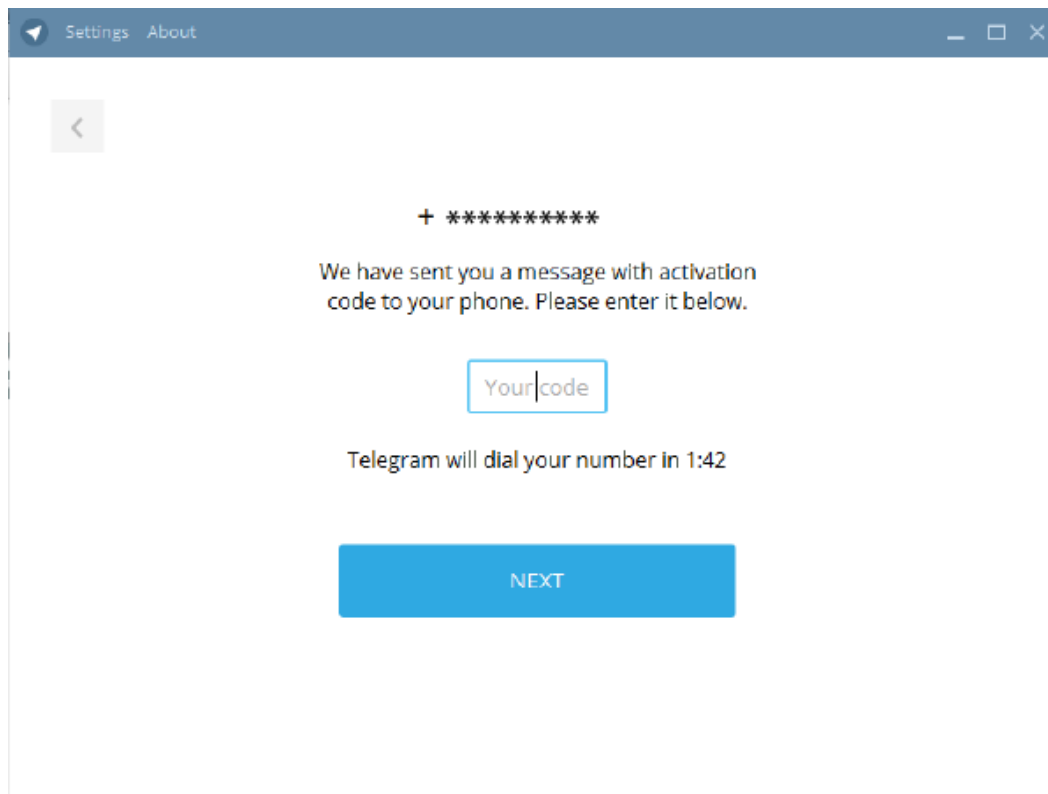 Settings About
+ **********
We have sent you a message with activation
code to your phone. Please enter it below.
Your code
Telegram will dial your number in 1:42
NEXT